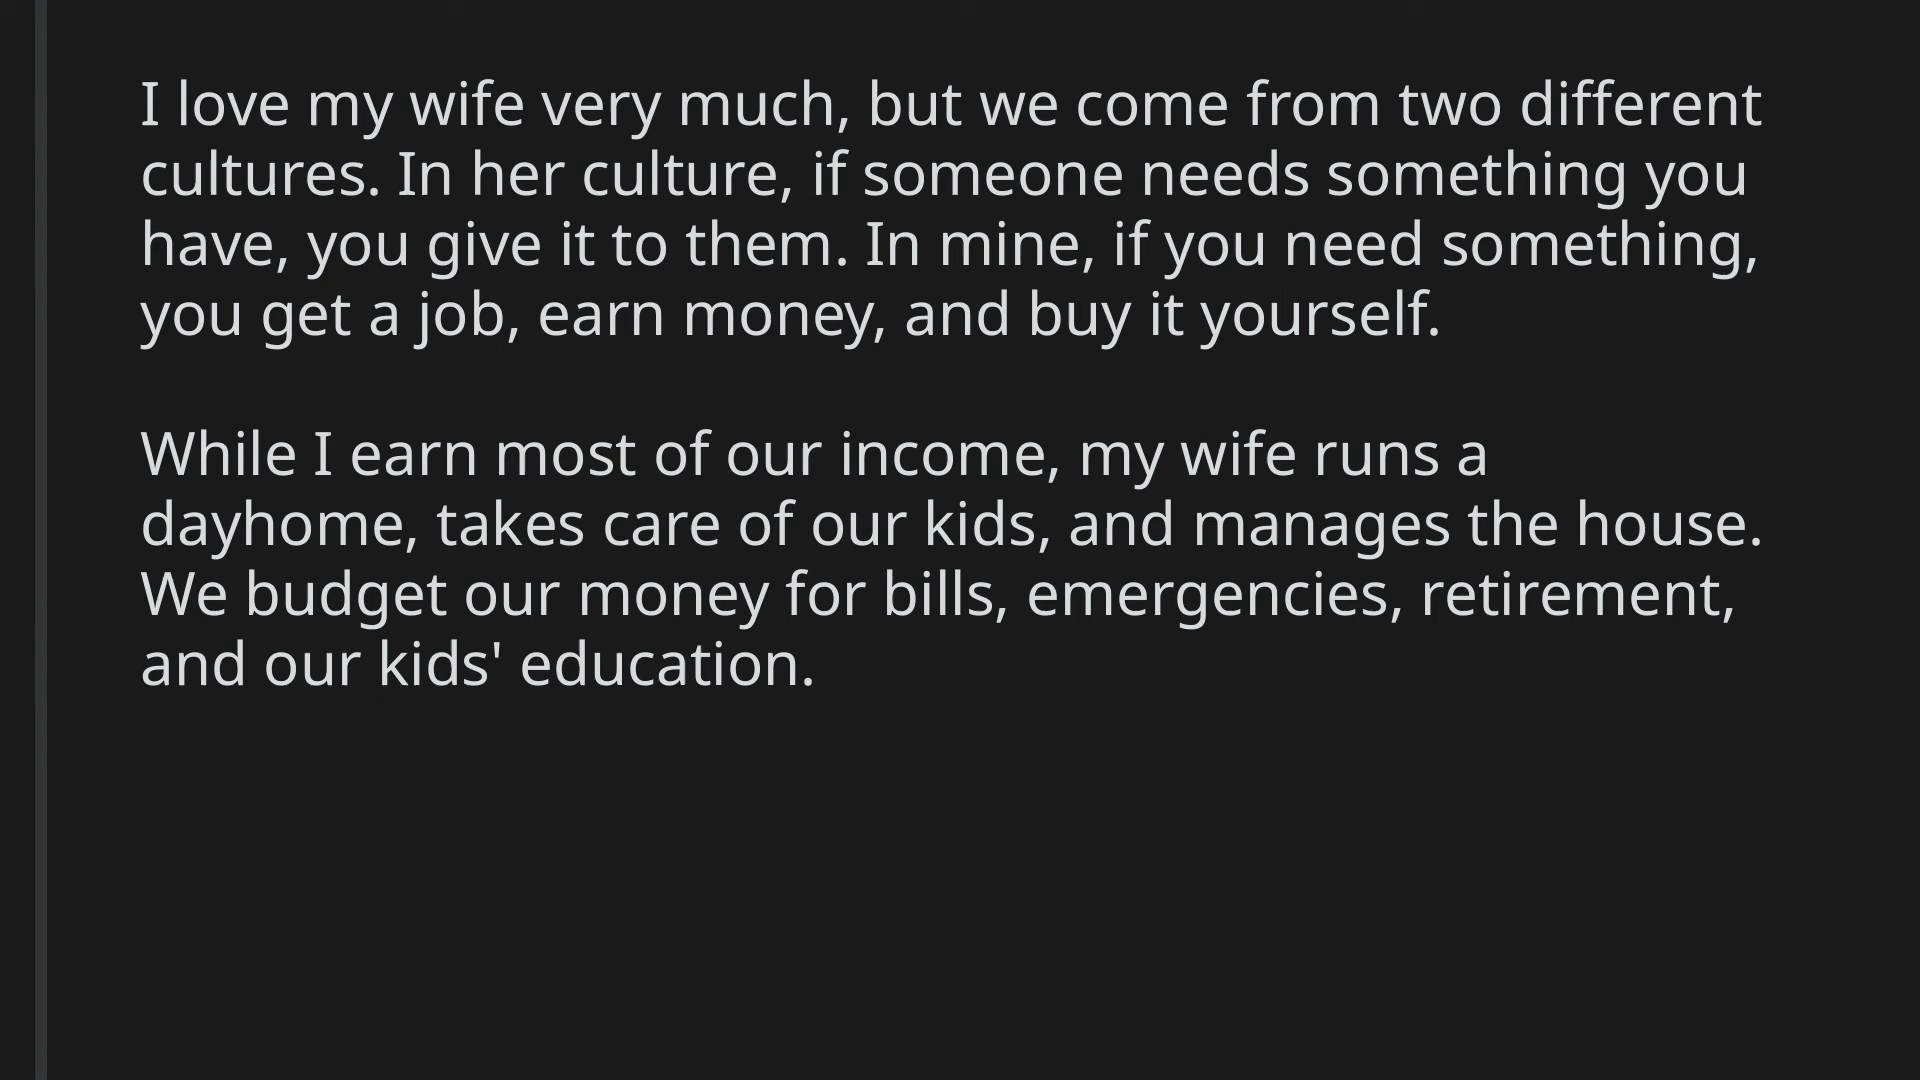 I love my wife very much, but we come from two different
cultures. In her culture, if someone needs something you
have, you give it to them. In mine, if you need something,
you get a job, earn money, and buy it yourself.
While I earn most of our income, my wife runs a
dayhome, takes care of our kids, and manages the house.
We budget our money for bills, emergencies, retirement,
and our kids' education.